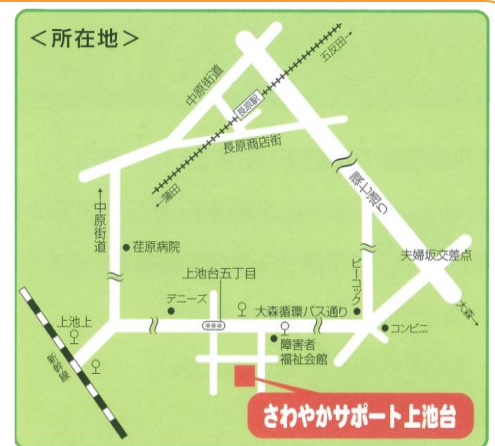 ＜所在地＞
五反田→
中原街道
長原駅
長原商店街
←蒲田
環七通り
←中原街道
荏原病院
夫婦坂交差点
大森→
ピーコック
上池台五丁目
デニーズ
大森循環バス通り
コンビニ
上池上
障害者
福祉会館
新幹線
さわやかサポート上池台